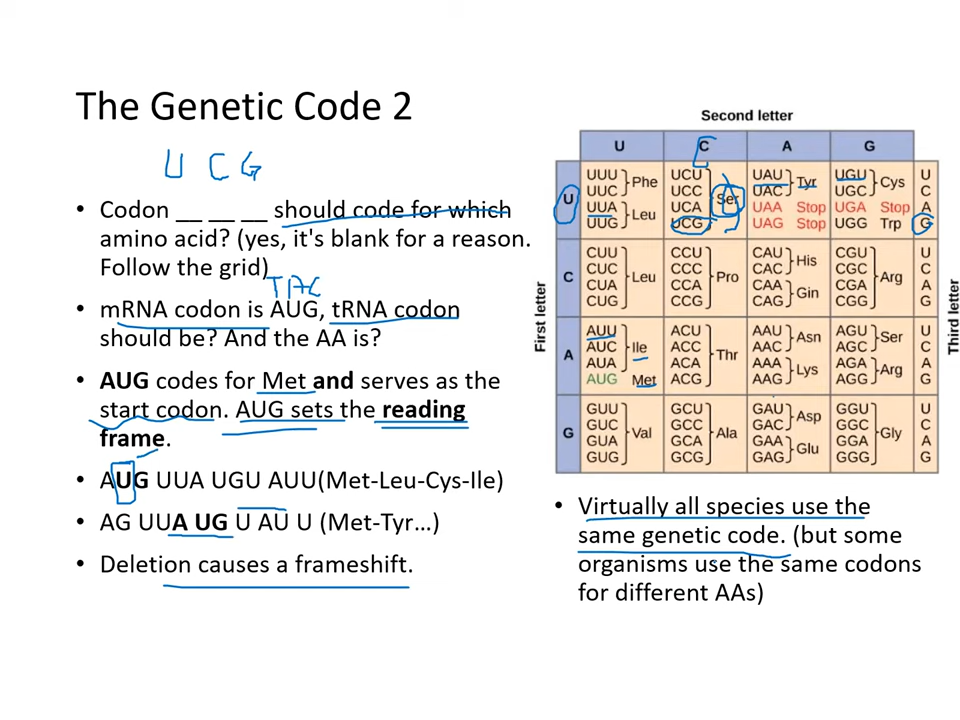 The Genetic Code 2
U C G
• Codon __ __ __ should code for which
amino acid? (yes, it's blank for a reason.
Follow the grid)
TAC
• mRNA codon is AUG, tRNA codon
should be? And the AA is?
• AUG codes for Met and serves as the
start codon. AUG sets the reading
frame.
• AUG UUA UGU AUU(Met-Leu-Cys-Ile)
• AG UUA UG U AU U (Met-Tyr...)
• Deletion causes a frameshift.
Second letter
U C A G
First letter
Third letter
U
UUU UCU UAU UGU U
UUC Phe UCC UAC Tyr UGC Cys C
UUA UCA Ser UAA Stop UGA Stop A
UUG Leu UCG UAG Stop UGG Trp G
C
CUU CCU CAU CGU U
CUC CCC CAC His CGC C
CUA Leu CCA Pro CAA CGA Arg A
CUG CCG CAG Gin CGG G
A
AUU ACU AAU AGU U
AUC Ile ACC AAC Asn AGC Ser C
AUA ACA Thr AAA AGA A
AUG Met ACG AAG Lys AGG Arg G
G
GUU GCU GAU GGU U
GUC GCC GAC Asp GGC C
GUA Val GCA Ala GAA GGA Gly A
GUG GCG GAG Glu GGG G
• Virtually all species use the
same genetic code. (but some
organisms use the same codons
for different AAs)